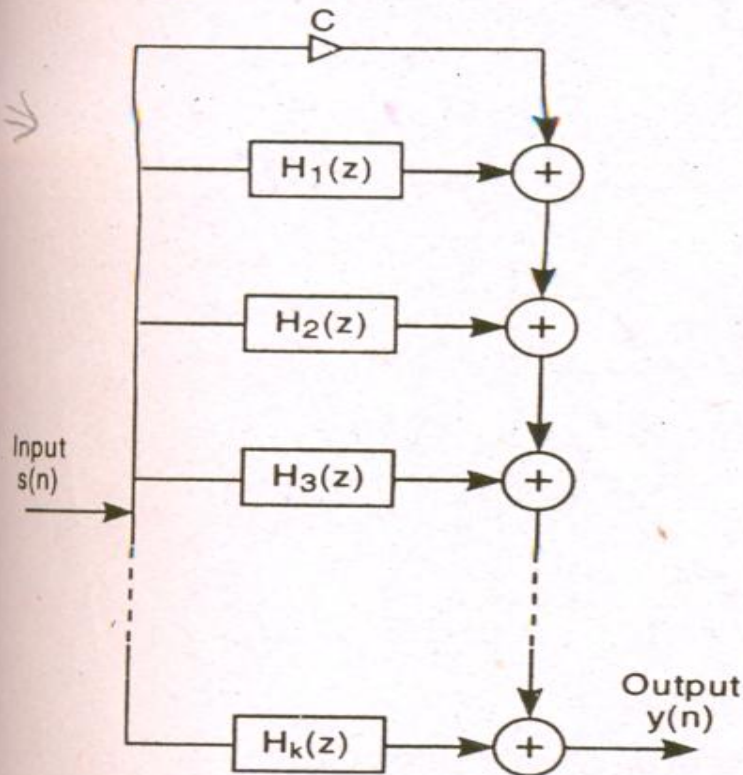 C
H₁(z)
+
H₂(z)
+
Input
s(n)
H₃(z)
+
Output
y(n)
Hₖ(z)
+